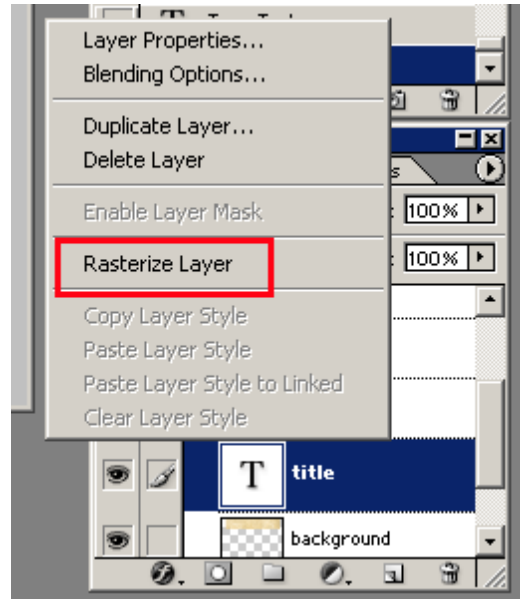 Layer Properties...
Blending Options...
Duplicate Layer...
Delete Layer
Enable Layer Mask
100%
Rasterize Layer
100%
Copy Layer Style
Paste Layer Style
Paste Layer Style to Linked
Clear Layer Style
T title
background